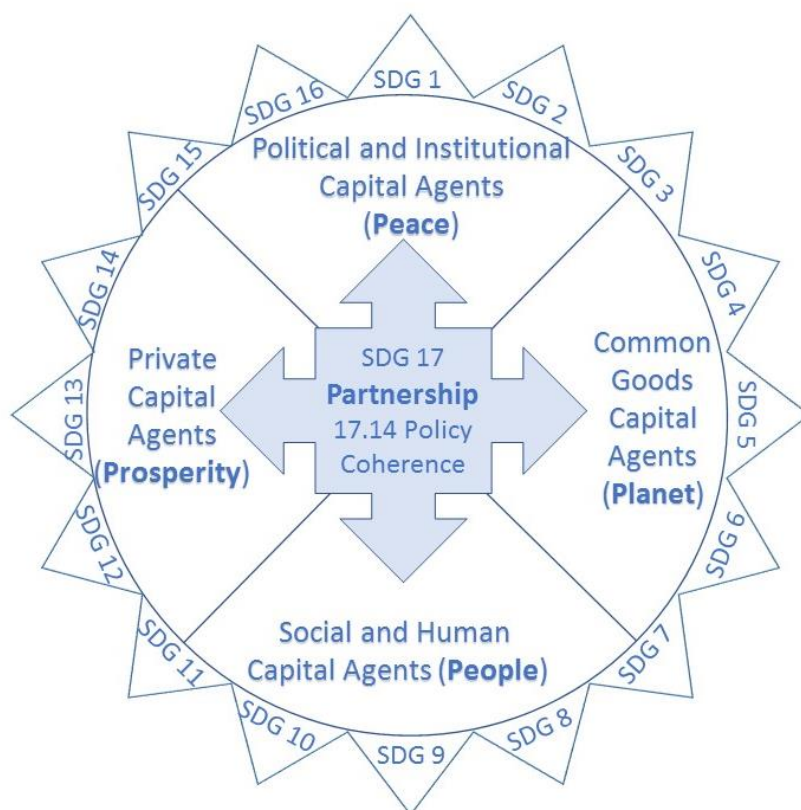 SDG 1
SDG 2
SDG 3
SDG 4
SDG 5
SDG 6
SDG 7
SDG 8
SDG 9
SDG 10
SDG 11
SDG 12
SDG 13
SDG 14
SDG 15
SDG 16
Political and Institutional
Capital Agents
(Peace)
Private
Capital
Agents
(Prosperity)
SDG 17
Partnership
17.14 Policy
Coherence
Common
Goods
Capital
Agents
(Planet)
Social and Human
Capital Agents (People)